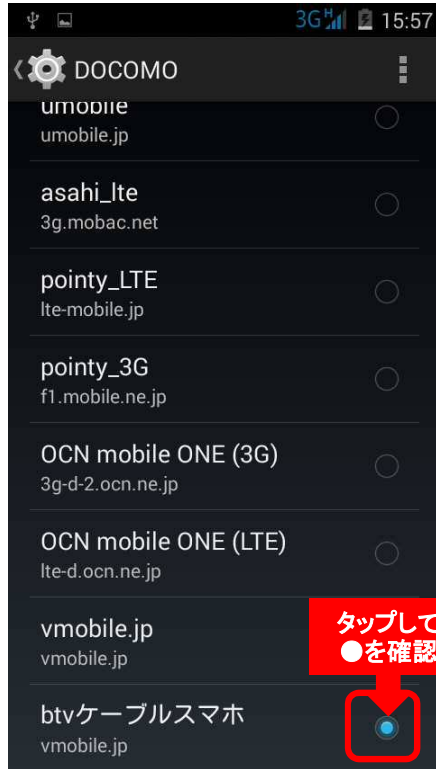 3G H 15:57
DOCOMO
umobile
umobile.jp
asahi_lte
3g.mobac.net
pointy_LTE
lte-mobile.jp
pointy_3G
f1.mobile.ne.jp
OCN mobile ONE (3G)
3g-d-2.ocn.ne.jp
OCN mobile ONE (LTE)
lte-d.ocn.ne.jp
vmobile.jp
vmobile.jp
タップして
●を確認
btvケーブルスマホ
vmobile.jp